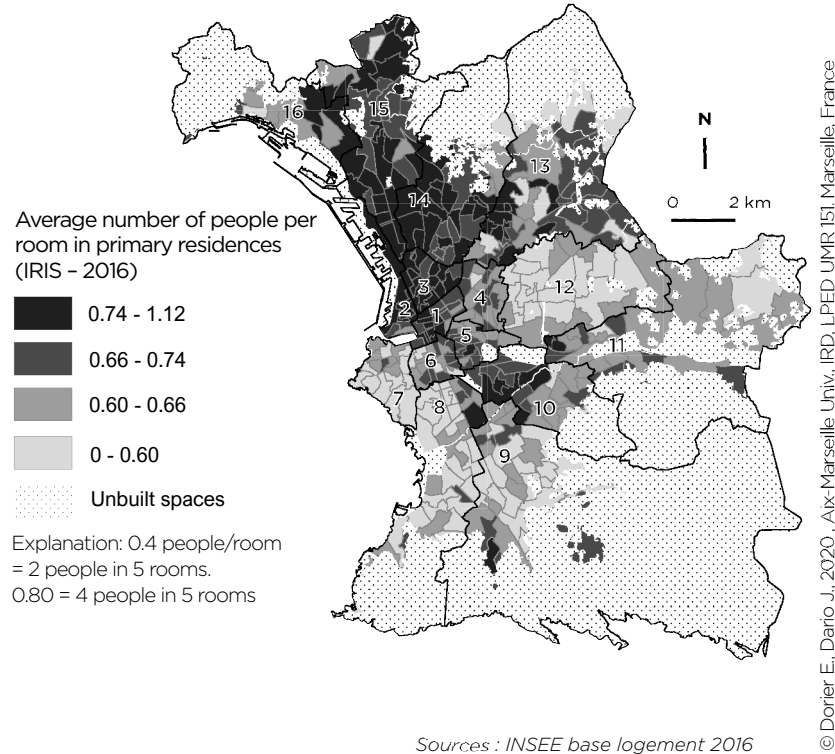 Average number of people per
room in primary residences
(IRIS – 2016)
0.74 - 1.12
0.66 - 0.74
0.60 - 0.66
0 - 0.60
Unbuilt spaces
Explanation: 0.4 people/room
= 2 people in 5 rooms.
0.80 = 4 people in 5 rooms
16
15
13
14
N
0 2 km
3
2
1
4
12
5
6
11
7
8
10
9
Sources : INSEE base logement 2016
© Dorier E., Dario J., 2020 , Aix-Marseille Univ., IRD, LPED UMR 151, Marseille, France